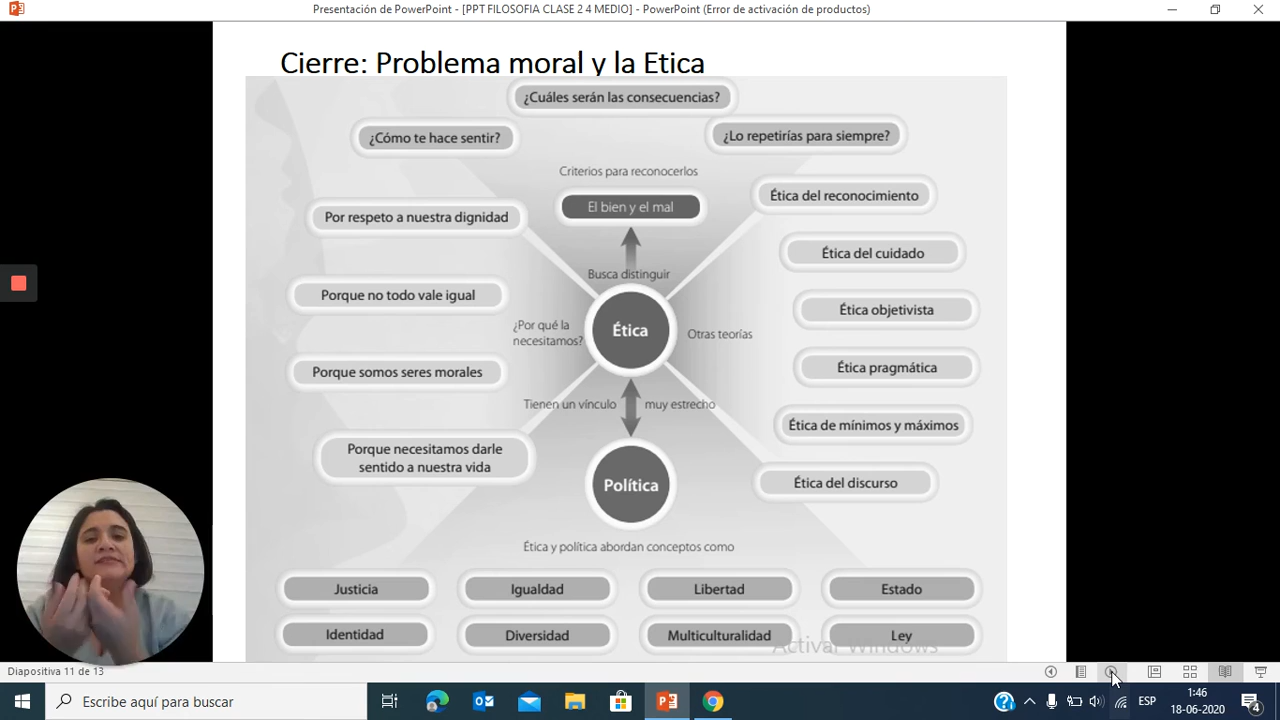 Presentación de PowerPoint - [PPT FILOSOFIA CLASE 2 4 MEDIO] - PowerPoint (Error de activación de productos)
Cierre: Problema moral y la Etica
¿Cuáles serán las consecuencias?
¿Cómo te hace sentir?
¿Lo repetirías para siempre?
Criterios para reconocerlos
El bien y el mal
Busca distinguir
Ética
¿Por qué la
necesitamos?
Por respeto a nuestra dignidad
Porque no todo vale igual
Porque somos seres morales
Porque necesitamos darle
sentido a nuestra vida
Otras teorías
Ética del reconocimiento
Ética del cuidado
Ética objetivista
Ética pragmática
Ética de mínimos y máximos
Ética del discurso
Tienen un vínculo muy estrecho
Política
Ética y política abordan conceptos como
Justicia
Igualdad
Libertad
Estado
Identidad
Diversidad
Multiculturalidad
Ley
Activar Windows
Diapositiva 11 de 13
Escribe aquí para buscar
ESP
1:46
18-06-2020
4